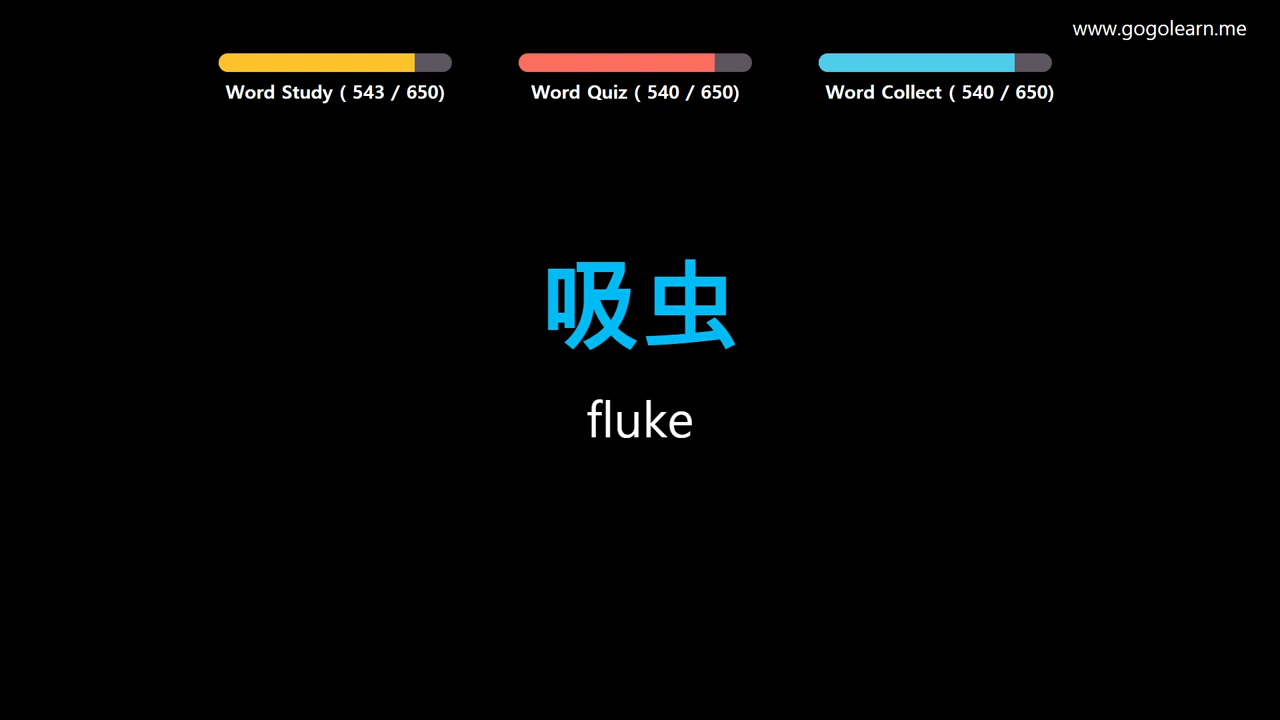 www.gogolearn.me
Word Study ( 543 / 650)
Word Quiz ( 540 / 650)
Word Collect ( 540 / 650)
吸虫
fluke